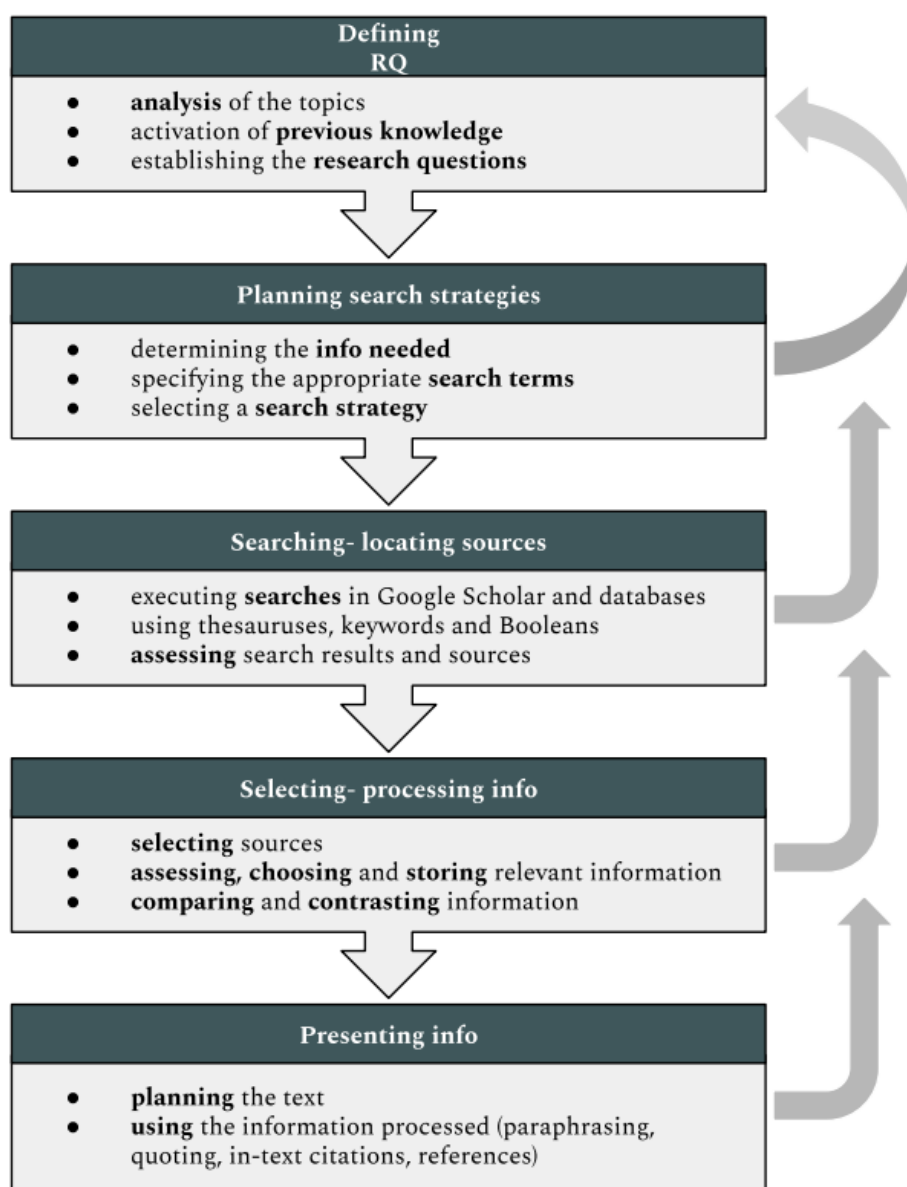 Defining
RQ
● analysis of the topics
● activation of previous knowledge
● establishing the research questions
Planning search strategies
● determining the info needed
● specifying the appropriate search terms
● selecting a search strategy
Searching- locating sources
● executing searches in Google Scholar and databases
● using thesauruses, keywords and Booleans
● assessing search results and sources
Selecting- processing info
● selecting sources
● assessing, choosing and storing relevant information
● comparing and contrasting information
Presenting info
● planning the text
● using the information processed (paraphrasing,
quoting, in-text citations, references)